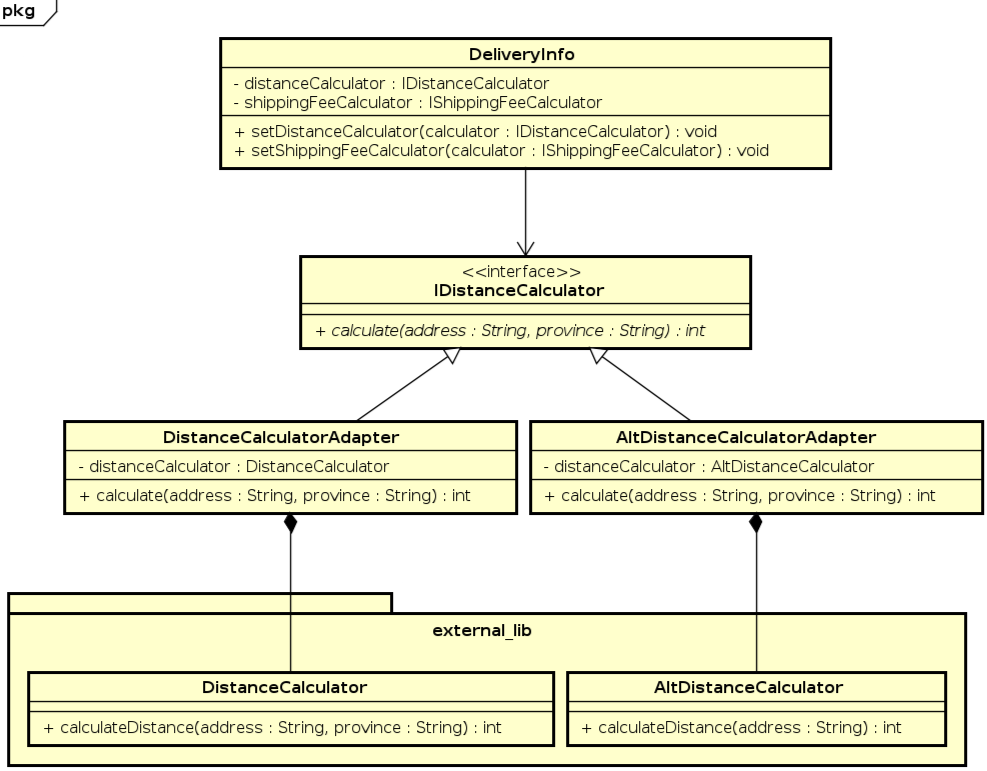 pkg
DeliveryInfo
- distanceCalculator : IDistanceCalculator
- shippingFeeCalculator : IShippingFeeCalculator
+ setDistanceCalculator(calculator : IDistanceCalculator) : void
+ setShippingFeeCalculator(calculator : IShippingFeeCalculator) : void
<<interface>>
IDistanceCalculator
+ calculate(address : String, province : String) : int
DistanceCalculatorAdapter
- distanceCalculator : DistanceCalculator
+ calculate(address : String, province : String) : int
AltDistanceCalculatorAdapter
- distanceCalculator : AltDistanceCalculator
+ calculate(address : String, province : String) : int
external_lib
DistanceCalculator
+ calculateDistance(address : String, province : String) : int
AltDistanceCalculator
+ calculateDistance(address : String) : int